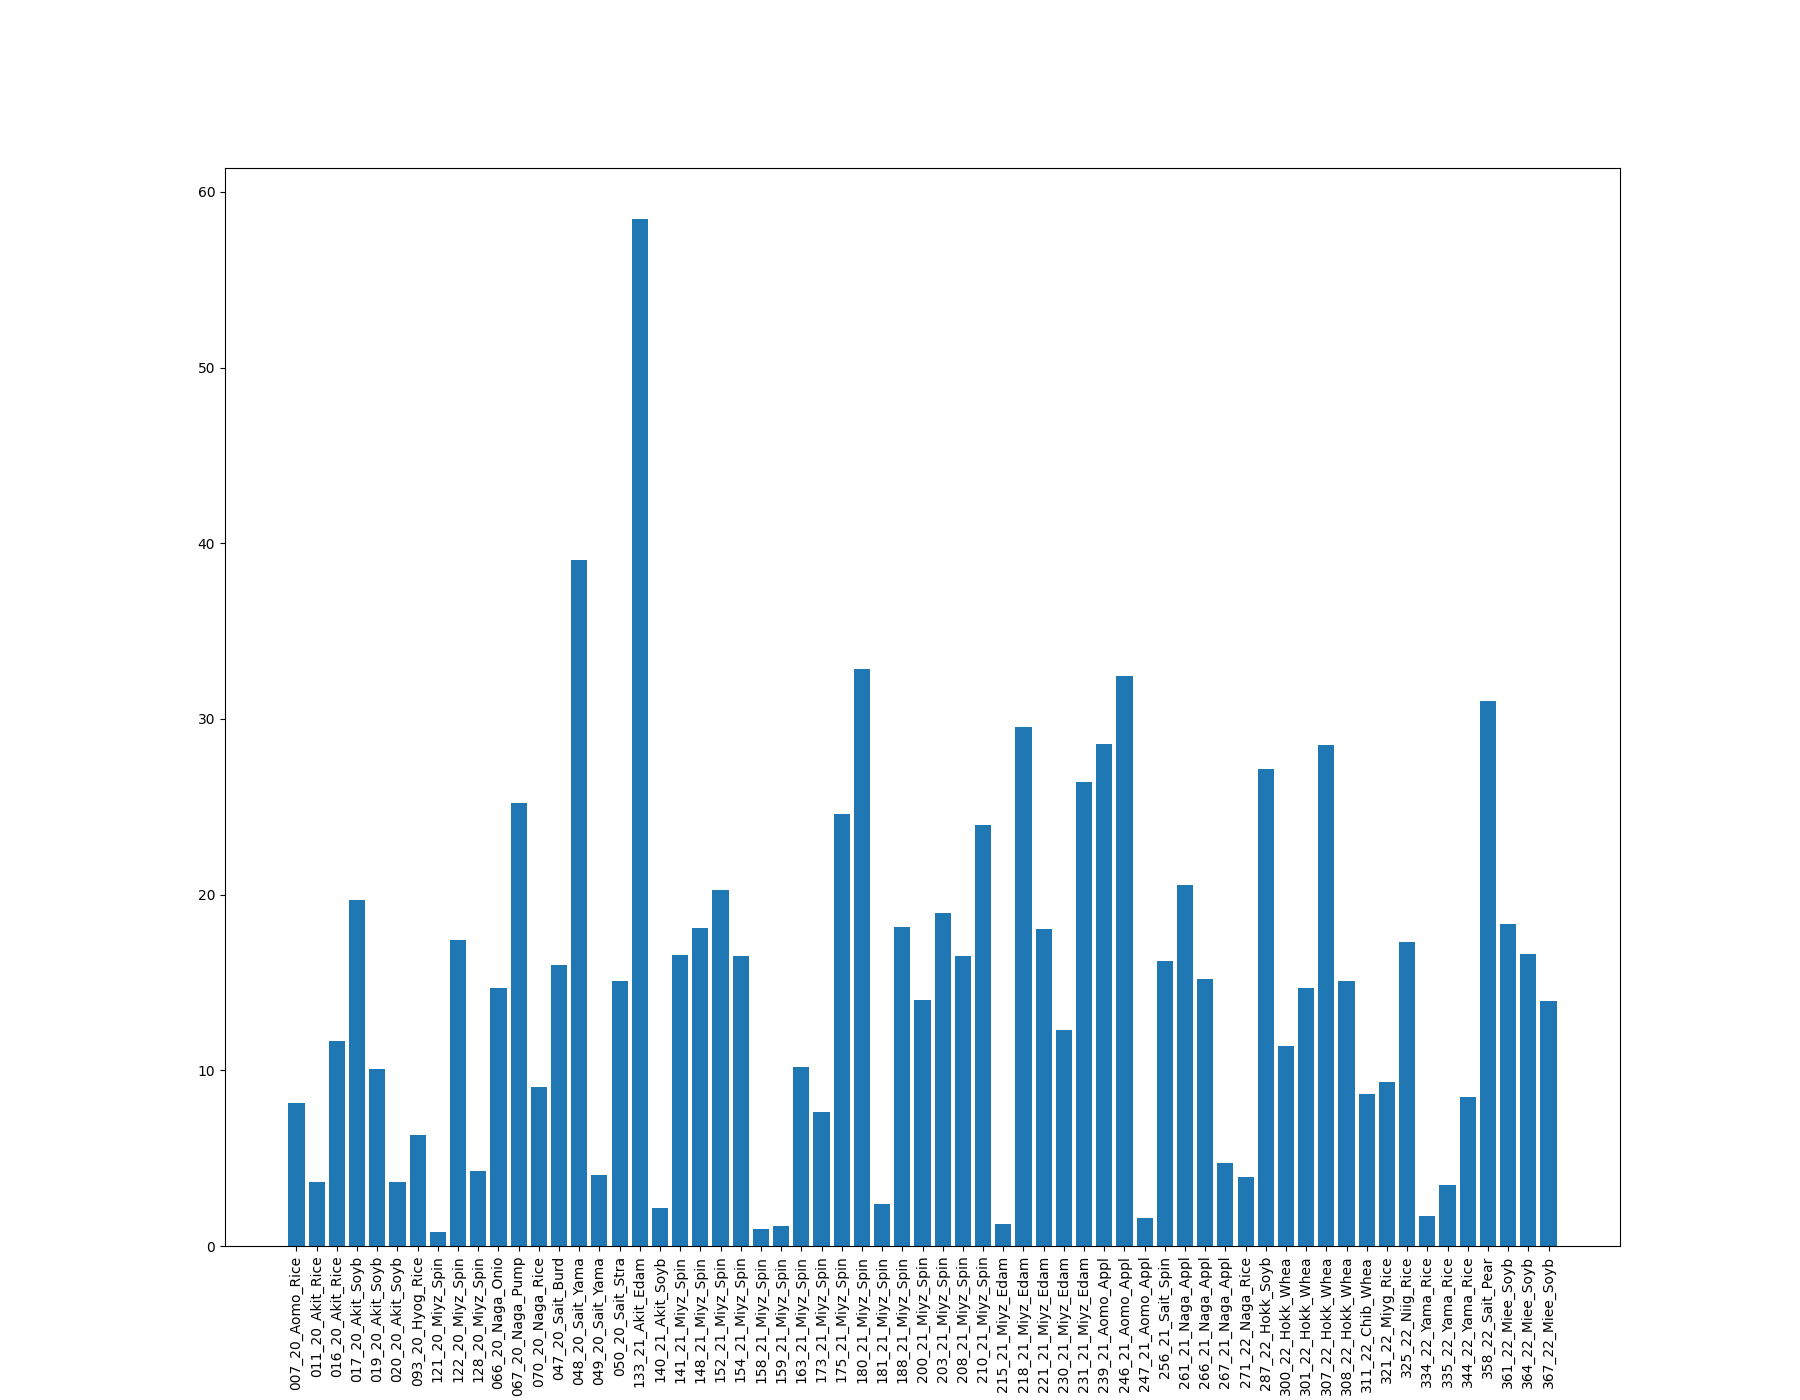 60
50
40
30
20
10
0
007_20_Aomo_Rice
011_20_Akit_Rice
016_20_Akit_Rice
017_20_Akit_Soyb
019_20_Akit_Soyb
020_20_Akit_Soyb
093_20_Hyog_Rice
121_20_Miyz_Spin
122_20_Miyz_Spin
128_20_Miyz_Spin
066_20_Naga_Onio
067_20_Naga_Pump
070_20_Naga_Rice
047_20_Sait_Burd
048_20_Sait_Yama
049_20_Sait_Yama
050_20_Sait_Stra
133_21_Akit_Edam
140_21_Akit_Soyb
141_21_Miyz_Spin
148_21_Miyz_Spin
152_21_Miyz_Spin
154_21_Miyz_Spin
158_21_Miyz_Spin
159_21_Miyz_Spin
163_21_Miyz_Spin
173_21_Miyz_Spin
175_21_Miyz_Spin
180_21_Miyz_Spin
181_21_Miyz_Spin
188_21_Miyz_Spin
200_21_Miyz_Spin
203_21_Miyz_Spin
208_21_Miyz_Spin
210_21_Miyz_Spin
215_21_Miyz_Edam
218_21_Miyz_Edam
221_21_Miyz_Edam
230_21_Miyz_Edam
231_21_Miyz_Edam
239_21_Aomo_Appl
246_21_Aomo_Appl
247_21_Aomo_Appl
256_21_Sait_Spin
261_21_Naga_Appl
266_21_Naga_Appl
267_21_Naga_Appl
271_22_Naga_Rice
287_22_Hokk_Soyb
300_22_Hokk_Whea
301_22_Hokk_Whea
307_22_Hokk_Whea
308_22_Hokk_Whea
311_22_Chib_Whea
321_22_Miyg_Rice
325_22_Niig_Rice
334_22_Yama_Rice
335_22_Yama_Rice
344_22_Yama_Rice
358_22_Sait_Pear
361_22_Miee_Soyb
364_22_Miee_Soyb
367_22_Miee_Soyb